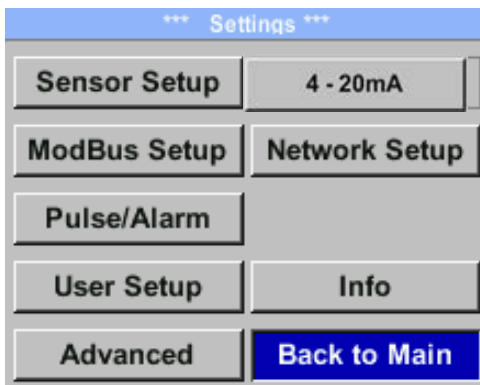 *** Settings ***
Sensor Setup
4 - 20mA
ModBus Setup
Network Setup
Pulse/Alarm
User Setup
Info
Advanced
Back to Main